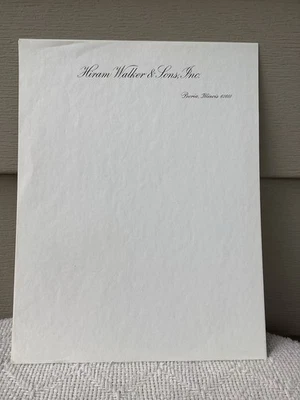 Hiram Walker & Sons, Inc.
Peoria, Illinois